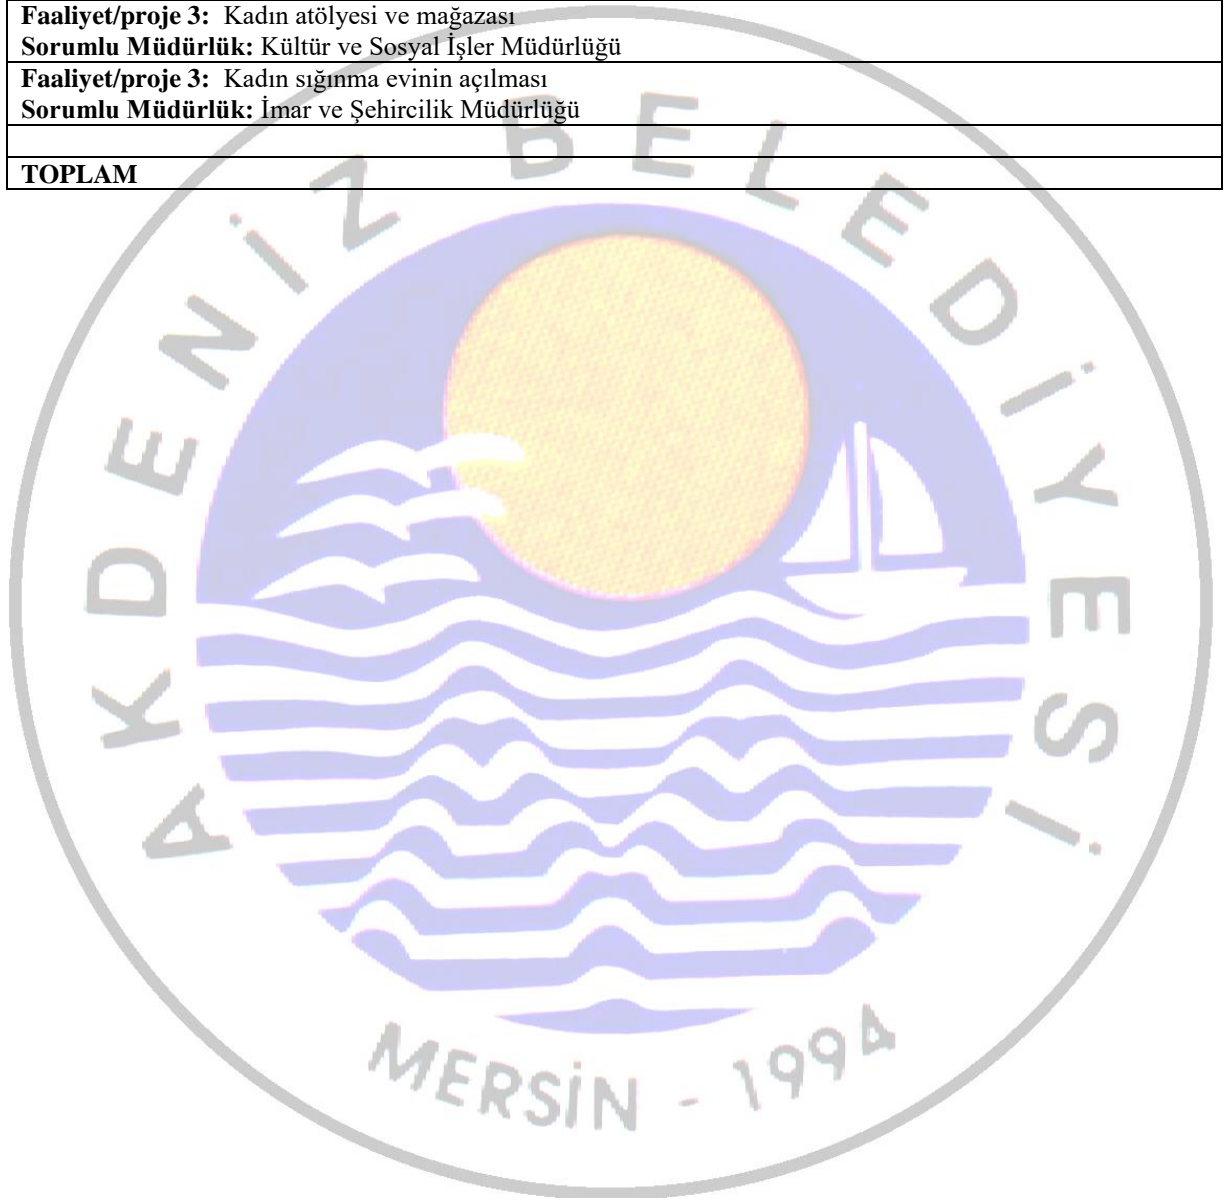 Faaliyet/proje 3: Kadın atölyesi ve mağazası
Sorumlu Müdürlük: Kültür ve Sosyal İşler Müdürlüğü
Faaliyet/proje 3: Kadın sığınma evinin açılması
Sorumlu Müdürlük: İmar ve Şehircilik Müdürlüğü
TOPLAM
AKDENİZ BELEDİYESİ
MERSİN - 1994